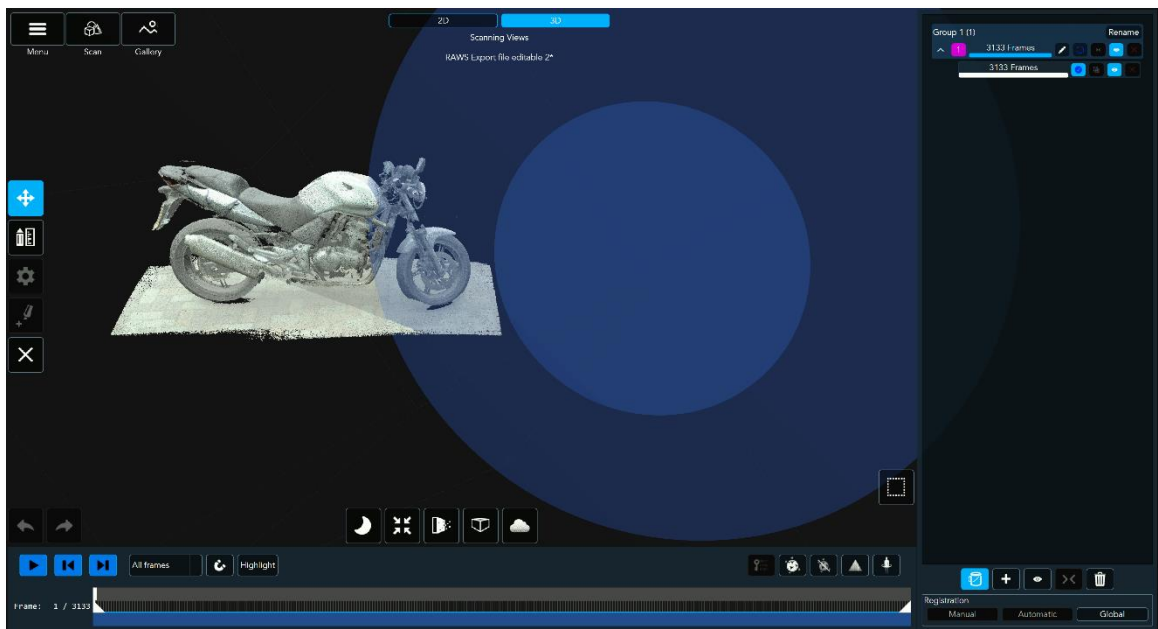 2D
3D
Menu
Scan
Gallery
Scanning Views
RAWS Export file editable 2*
Group 1 (1)
Rename
1
3133 Frames
3133 Frames
All frames
Highlight
Frame: 1 / 3133
Registration
Manual
Automatic
Global